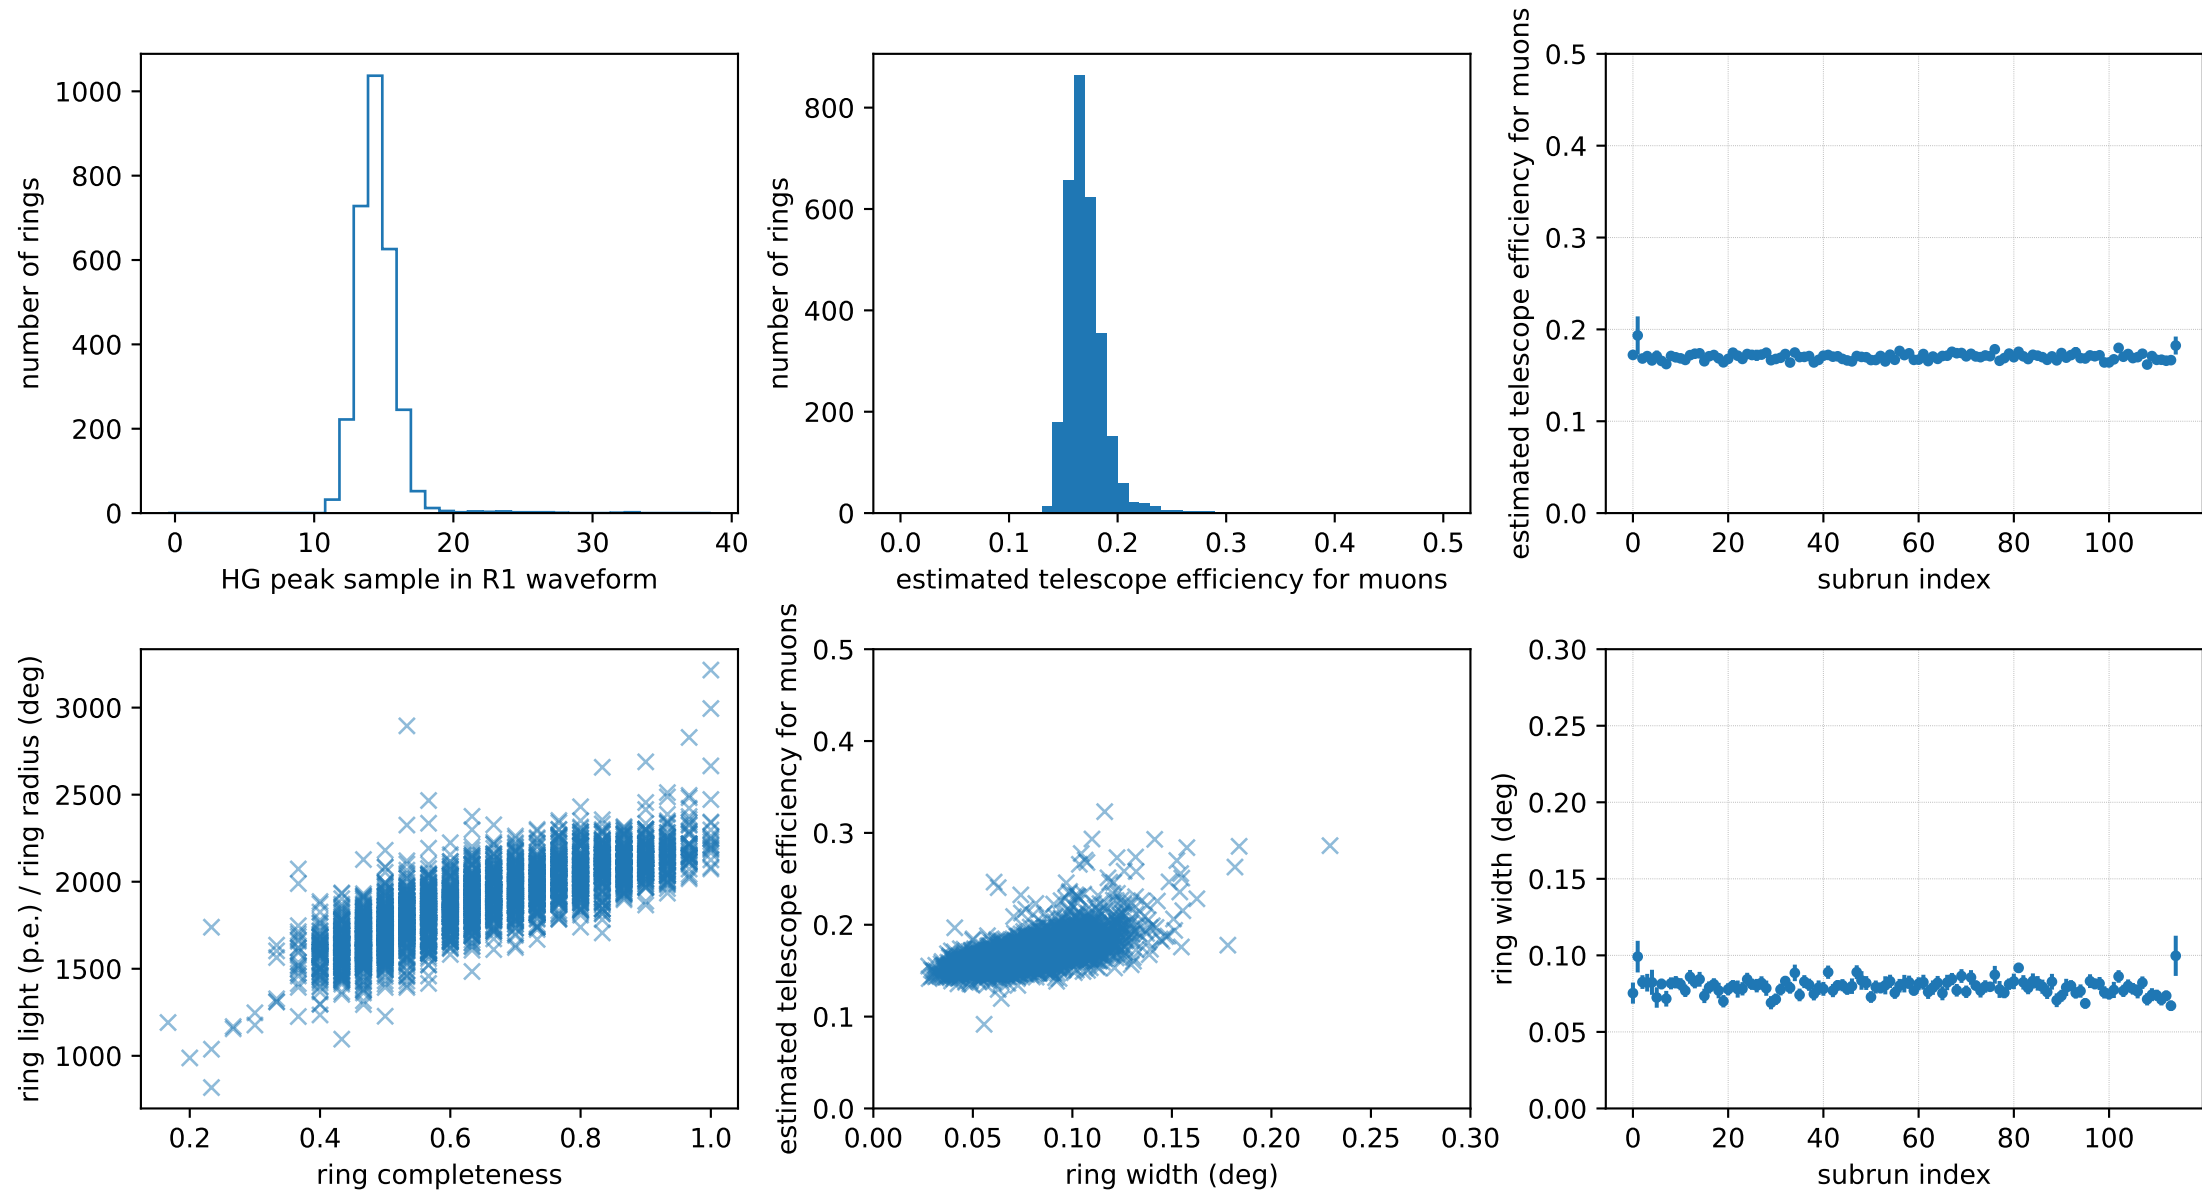 number of rings
1000
800
600
400
200
0
0 10 20 30 40
HG peak sample in R1 waveform
number of rings
800
600
400
200
0
0.0 0.1 0.2 0.3 0.4 0.5
estimated telescope efficiency for muons
estimated telescope efficiency for muons
0.5
0.4
0.3
0.2
0.1
0.0
0 20 40 60 80 100
subrun index
ring light (p.e.) / ring radius (deg)
3000
2500
2000
1500
1000
0.2 0.4 0.6 0.8 1.0
ring completeness
estimated telescope efficiency for muons
0.5
0.4
0.3
0.2
0.1
0.0
0.00 0.05 0.10 0.15 0.20 0.25 0.30
ring width (deg)
ring width (deg)
0.30
0.25
0.20
0.15
0.10
0.05
0.00
0 20 40 60 80 100
subrun index